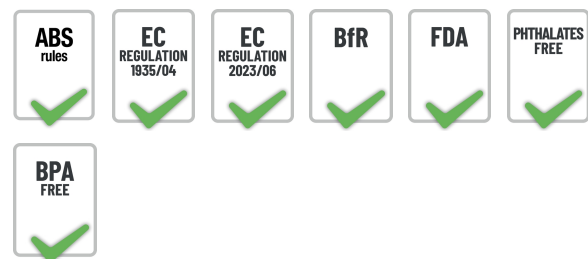 ABS
rules
EC
REGULATION
1935/04
EC
REGULATION
2023/06
BfR
FDA
PHTHALATES
FREE
BPA
FREE